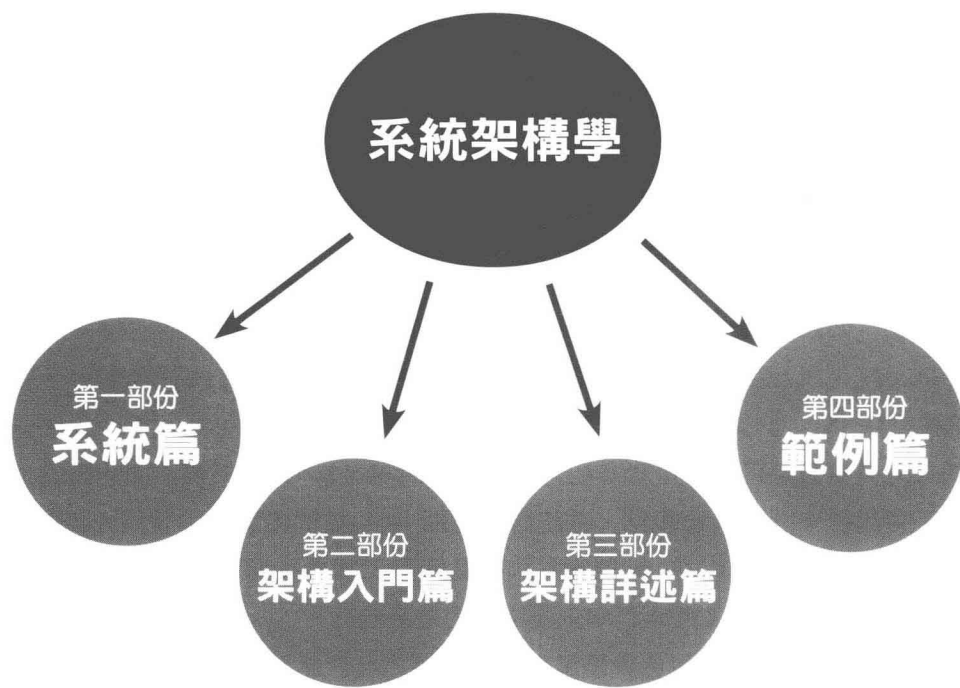 系統架構學
第一部份
系統篇
第二部份
架構入門篇
第三部份
架構詳述篇
第四部份
範例篇